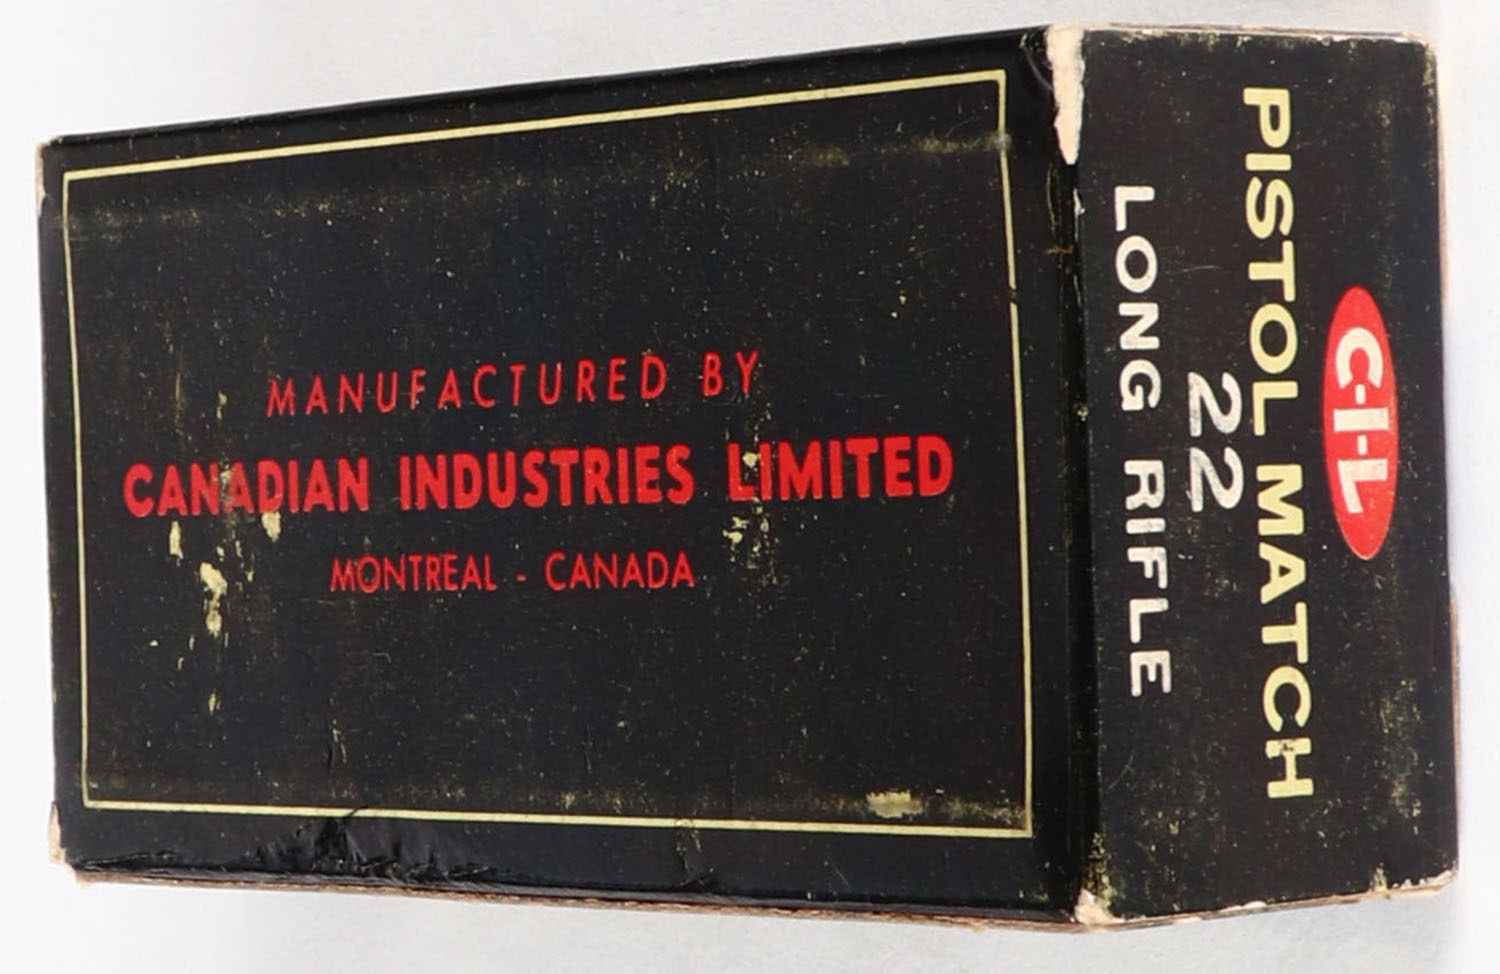 MANUFACTURED BY
CANADIAN INDUSTRIES LIMITED
MONTREAL - CANADA
C-I-L
PISTOL MATCH
22
LONG RIFLE